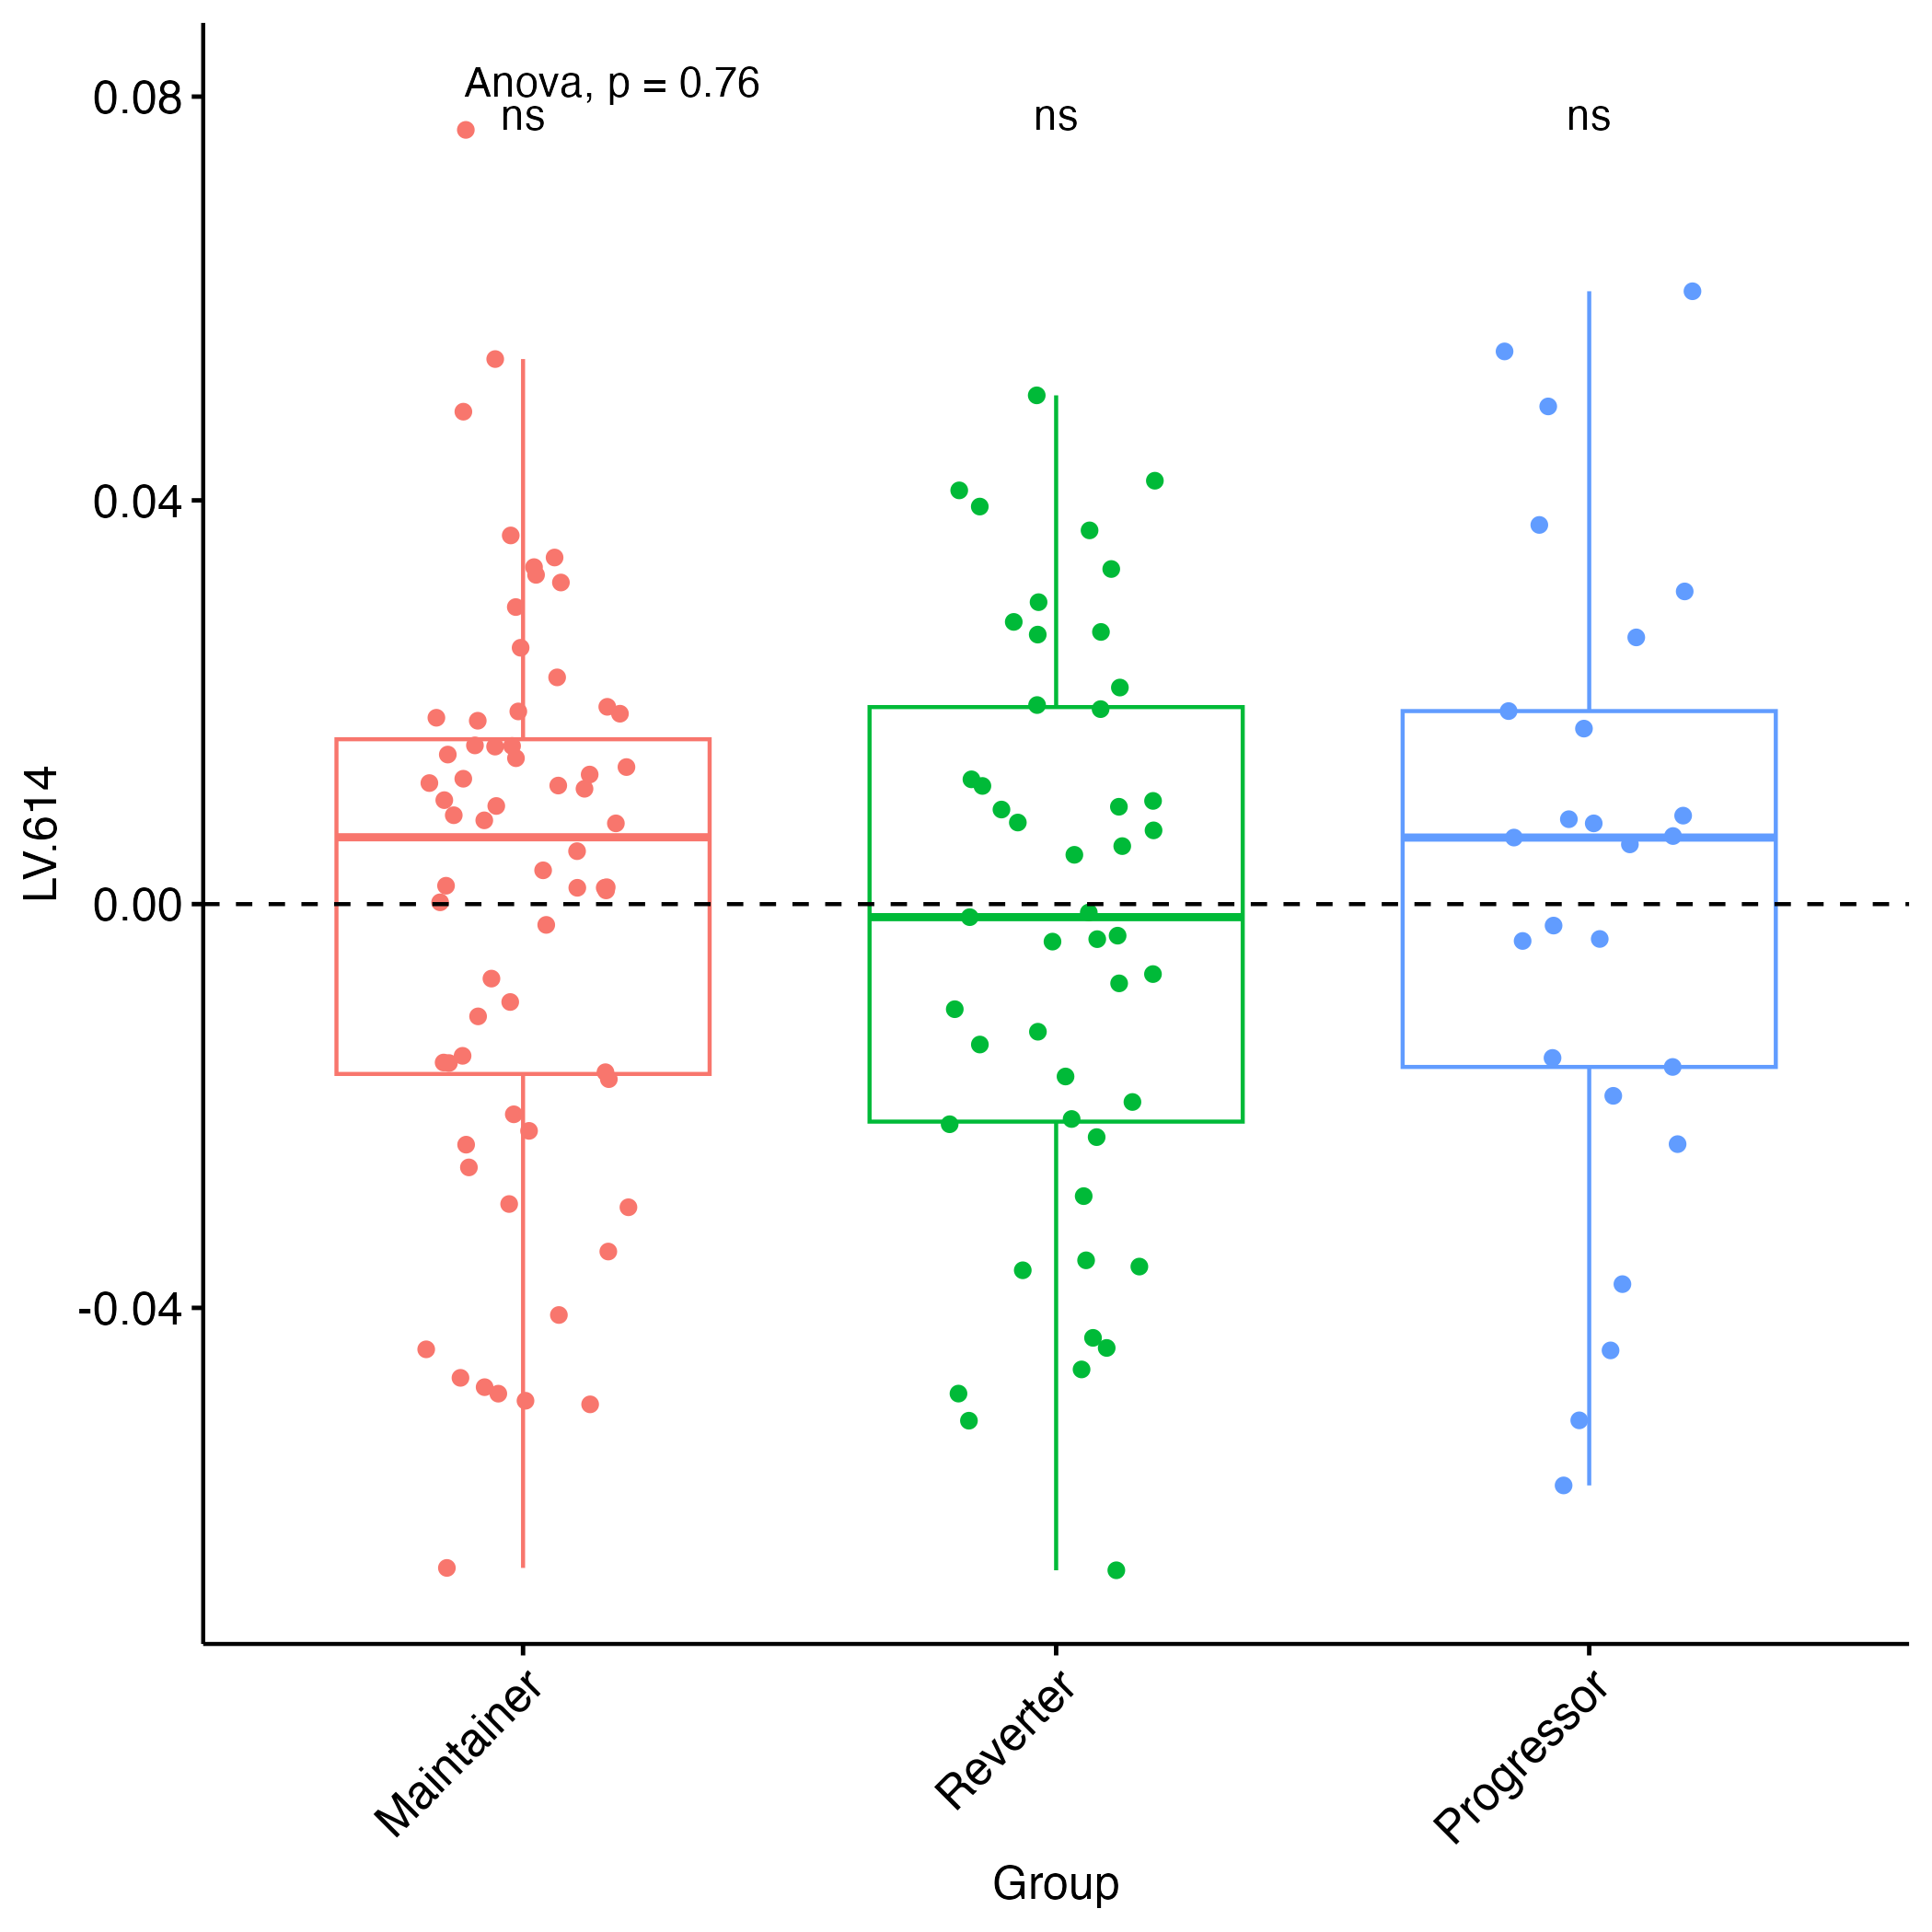 Anova, p = 0.76
ns
ns
ns
0.08
0.04
0.00
-0.04
LV.614
Maintainer
Reverter
Progressor
Group